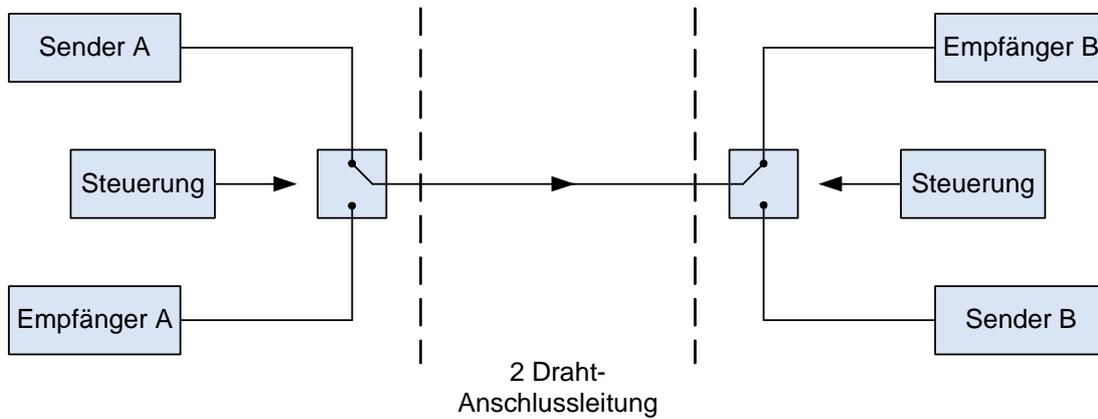 Sender A
Empfänger B
Steuerung
Steuerung
Empfänger A
Sender B
2 Draht-
Anschlussleitung